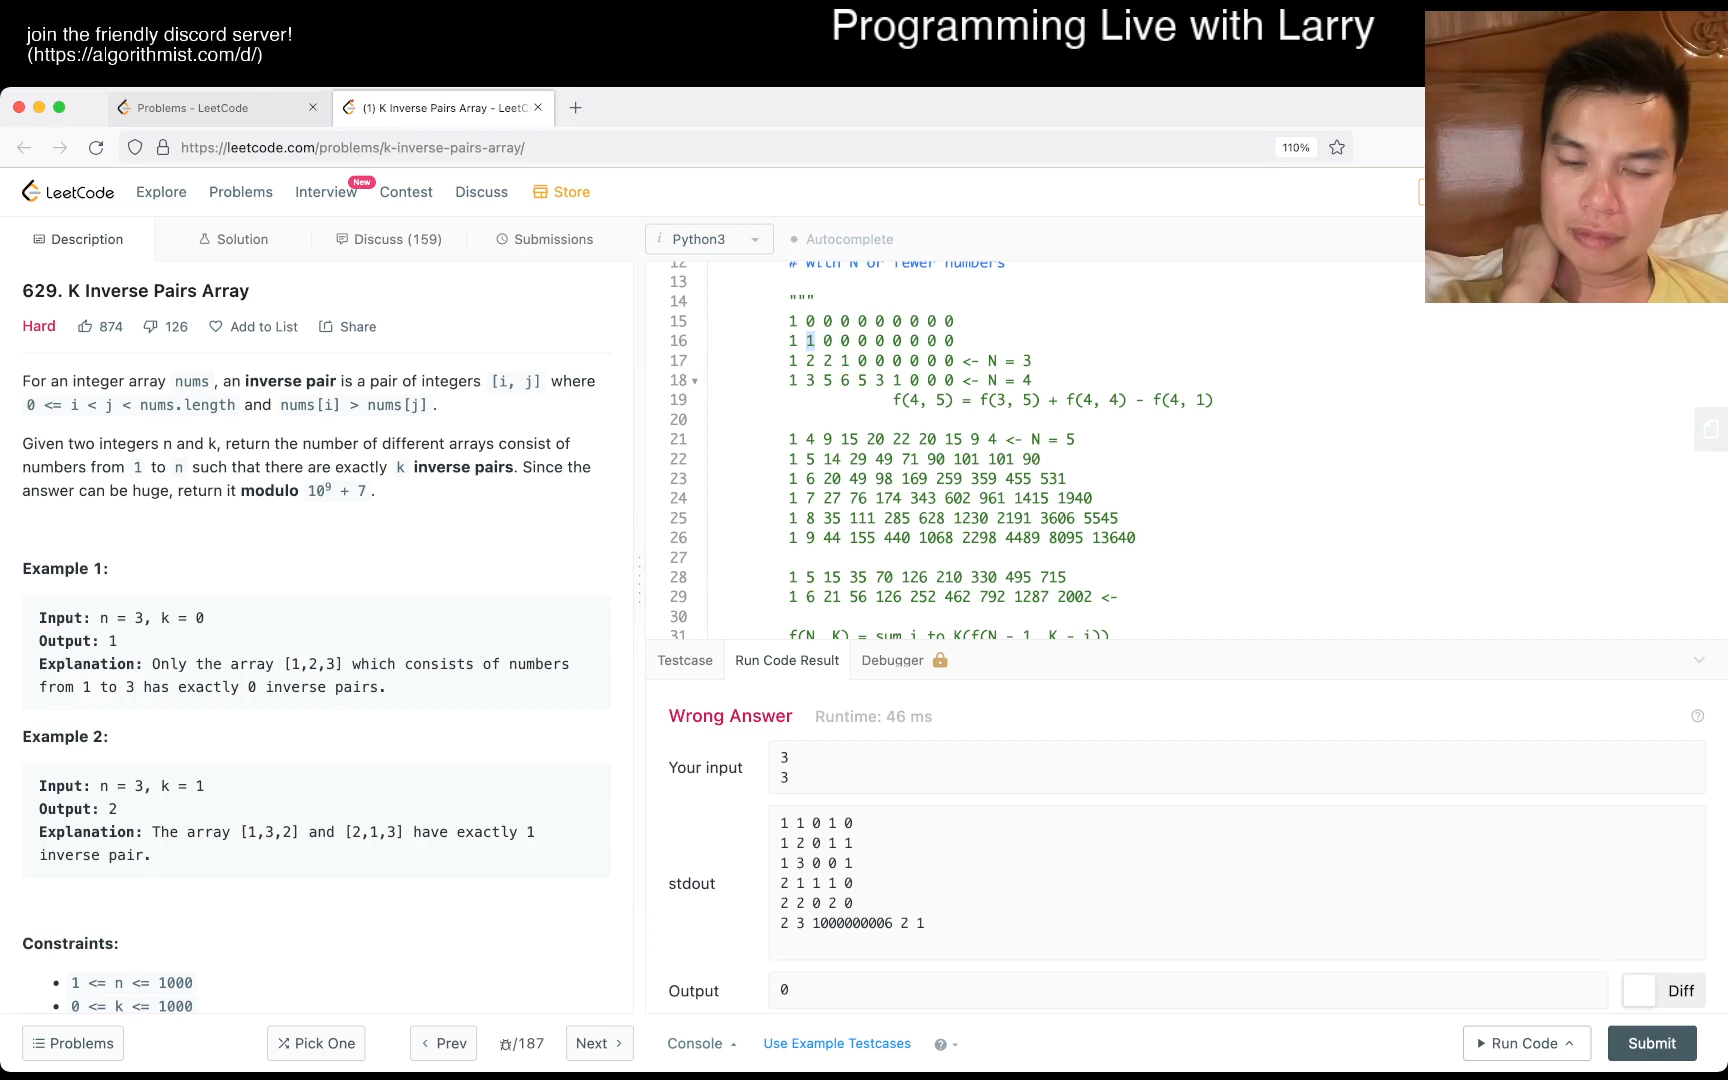 join the friendly discord server!
(https://algorithmist.com/d/)
Programming Live with Larry
Problems - LeetCode
(1) K Inverse Pairs Array - LeetC
https://leetcode.com/problems/k-inverse-pairs-array/
110%
LeetCode
Explore
Problems
Interview
New
Contest
Discuss
Store
Description
Solution
Discuss (159)
Submissions
i Python3
Autocomplete
629. K Inverse Pairs Array
Hard
874
126
Add to List
Share
For an integer array nums, an inverse pair is a pair of integers [i, j] where
0 <= i < j < nums.length and nums[i] > nums[j].
Given two integers n and k, return the number of different arrays consist of
numbers from 1 to n such that there are exactly k inverse pairs. Since the
answer can be huge, return it modulo 10⁹ + 7.
Example 1:
Input: n = 3, k = 0
Output: 1
Explanation: Only the array [1,2,3] which consists of numbers
from 1 to 3 has exactly 0 inverse pairs.
Example 2:
Input: n = 3, k = 1
Output: 2
Explanation: The array [1,3,2] and [2,1,3] have exactly 1
inverse pair.
Constraints:
• 1 <= n <= 1000
• 0 <= k <= 1000
12 # with N or fewer numbers
13
14 """
15 1 0 0 0 0 0 0 0 0 0
16 1 1 0 0 0 0 0 0 0 0
17 1 2 2 1 0 0 0 0 0 0 <- N = 3
18 1 3 5 6 5 3 1 0 0 0 <- N = 4
19 f(4, 5) = f(3, 5) + f(4, 4) - f(4, 1)
20
21 1 4 9 15 20 22 20 15 9 4 <- N = 5
22 1 5 14 29 49 71 90 101 101 90
23 1 6 20 49 98 169 259 359 455 531
24 1 7 27 76 174 343 602 961 1415 1940
25 1 8 35 111 285 628 1230 2191 3606 5545
26 1 9 44 155 440 1068 2298 4489 8095 13640
27
28 1 5 15 35 70 126 210 330 495 715
29 1 6 21 56 126 252 462 792 1287 2002 <-
30
31 f(N, K) = sum i to K(f(N - 1, K - i))
Testcase
Run Code Result
Debugger
Wrong Answer
Runtime: 46 ms
Your input
3
3
stdout
1 1 0 1 0
1 2 0 1 1
1 3 0 0 1
2 1 1 1 0
2 2 0 2 0
2 3 1000000006 2 1
Output
0
Diff
Problems
Pick One
Prev
/187
Next
Console
Use Example Testcases
Run Code
Submit